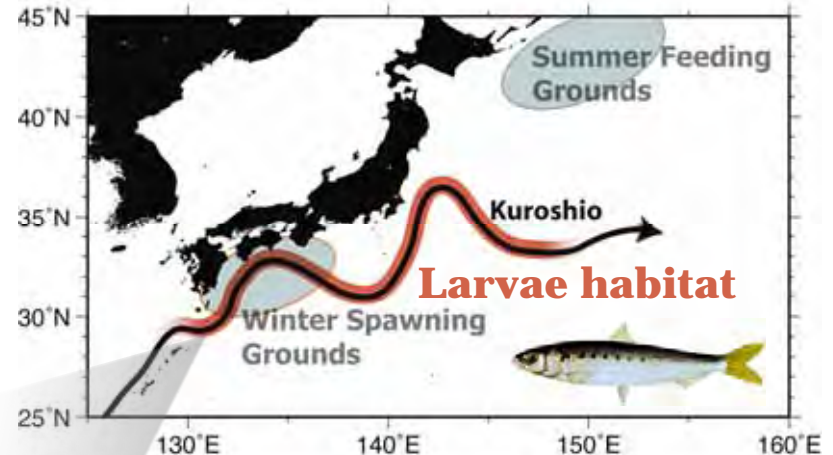 45°N
Summer Feeding
Grounds
40°N
Kuroshio
35°N
Larvae habitat
30°N
Winter Spawning
Grounds
25°N
130°E 140°E 150°E 160°E